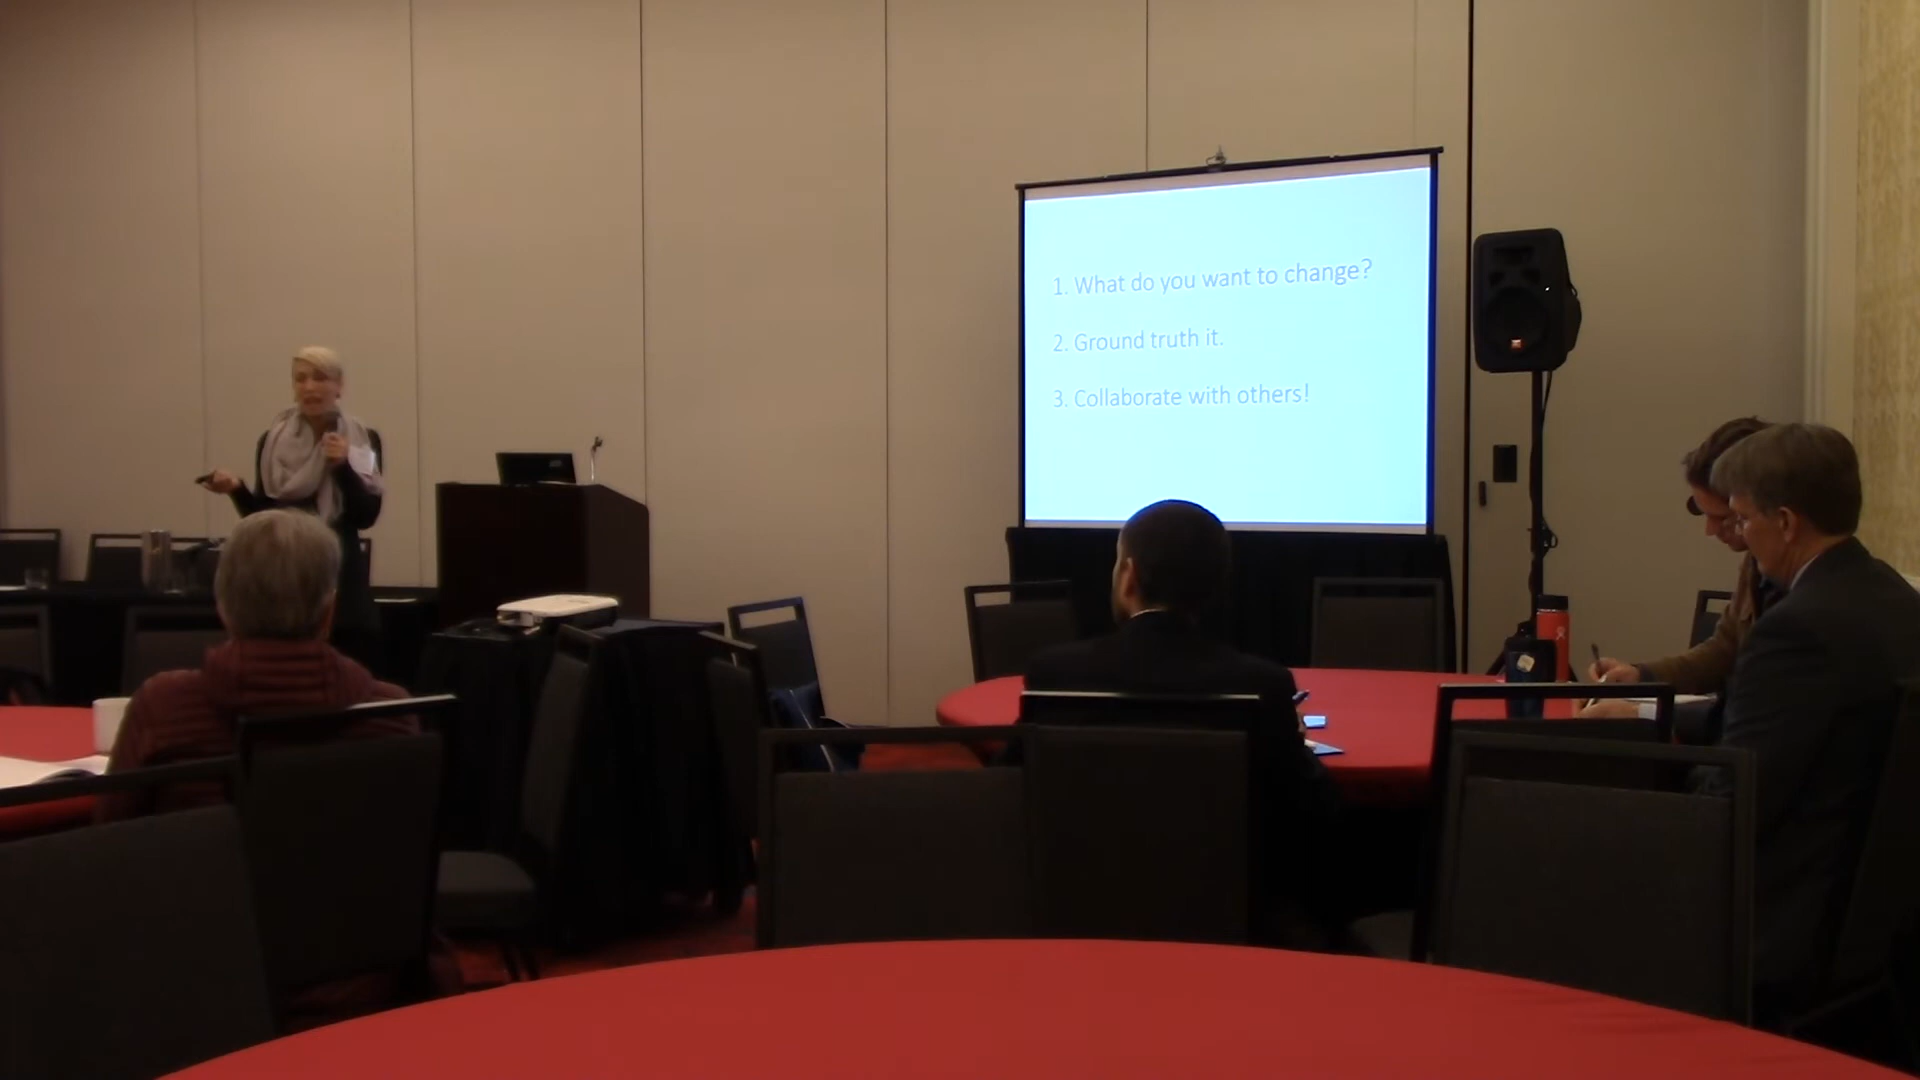 1. What do you want to change?
2. Ground truth it.
3. Collaborate with others!